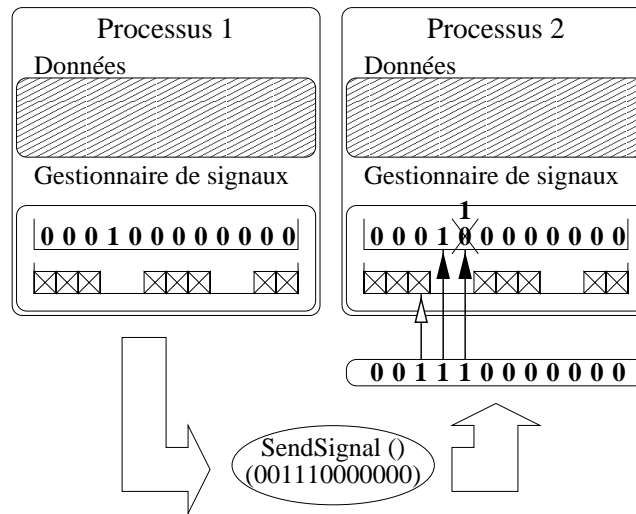 Processus 1
Données
Gestionnaire de signaux
0 0 0 1 0 0 0 0 0 0 0 0
Processus 2
Données
Gestionnaire de signaux
1
0 0 0 1 0 0 0 0 0 0 0 0
0 0 1 1 1 0 0 0 0 0 0 0
SendSignal ()
(001110000000)